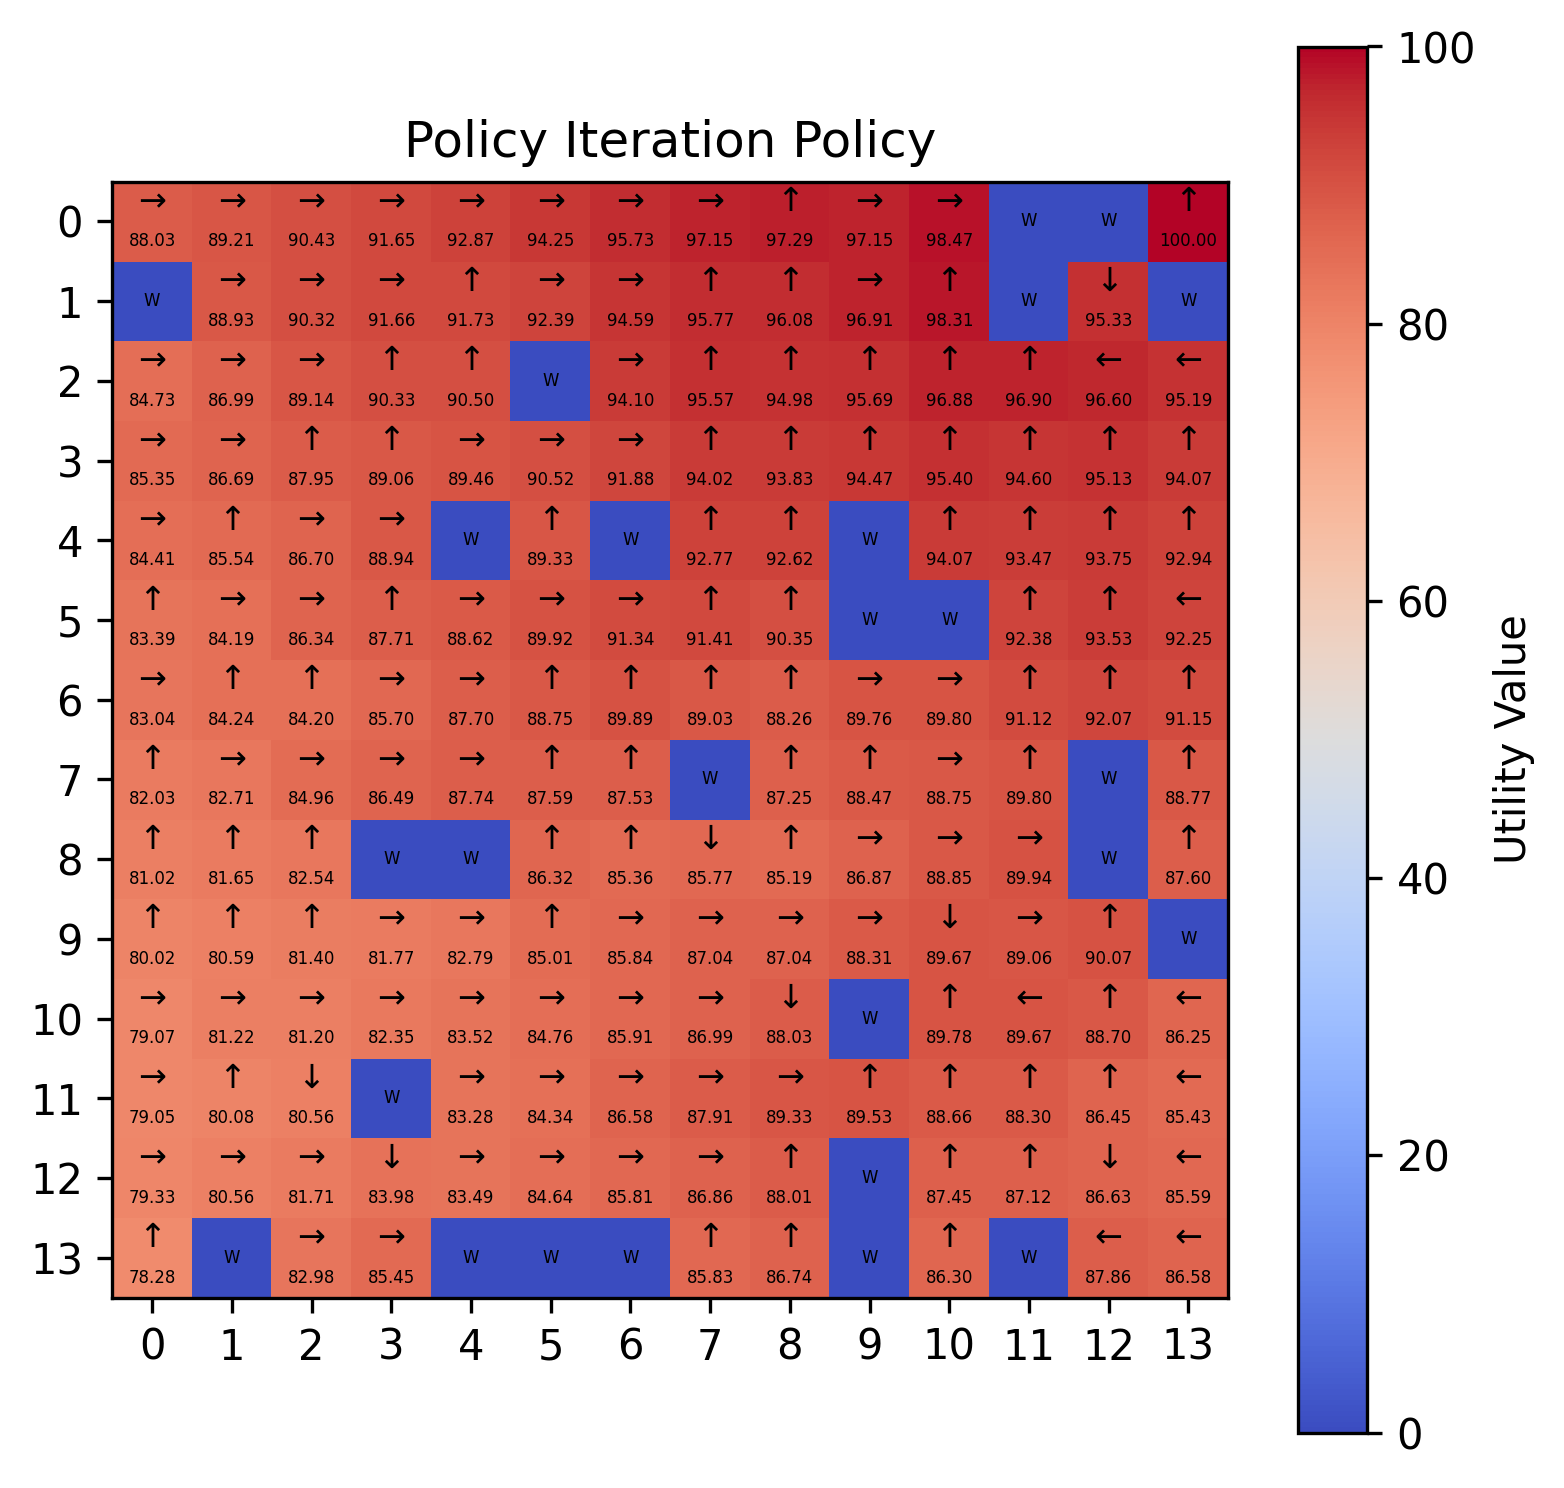 Policy Iteration Policy
0 → → → → → → → → ↑ → → W W ↑
88.03 89.21 90.43 91.65 92.87 94.25 95.73 97.15 97.29 97.15 98.47 100.00
1 W → → → ↑ → → ↑ ↑ → ↑ W ↓ W
88.93 90.32 91.66 91.73 92.39 94.59 95.77 96.08 96.91 98.31 95.33
2 → → → ↑ ↑ W → ↑ ↑ ↑ ↑ ↑ ← ←
84.73 86.99 89.14 90.33 90.50 94.10 95.57 94.98 95.69 96.88 96.90 96.60 95.19
3 → → ↑ ↑ → → → ↑ ↑ ↑ ↑ ↑ ↑ ↑
85.35 86.69 87.95 89.06 89.46 90.52 91.88 94.02 93.83 94.47 95.40 94.60 95.13 94.07
4 → ↑ → → W ↑ W ↑ ↑ W ↑ ↑ ↑ ↑
84.41 85.54 86.70 88.94 89.33 92.77 92.62 94.07 93.47 93.75 92.94
5 ↑ → → ↑ → → → ↑ ↑ W W ↑ ↑ ←
83.39 84.19 86.34 87.71 88.62 89.92 91.34 91.41 90.35 92.38 93.53 92.25
6 → ↑ ↑ → → ↑ ↑ ↑ ↑ → → ↑ ↑ ↑
83.04 84.24 84.20 85.70 87.70 88.75 89.89 89.03 88.26 89.76 89.80 91.12 92.07 91.15
7 ↑ → → → → ↑ ↑ W ↑ ↑ → ↑ W ↑
82.03 82.71 84.96 86.49 87.74 87.59 87.53 87.25 88.47 88.75 89.80 88.77
8 ↑ ↑ ↑ W W ↑ ↑ ↓ ↑ → → → W ↑
81.02 81.65 82.54 86.32 85.36 85.77 85.19 86.87 88.85 89.94 87.60
9 ↑ ↑ ↑ → → ↑ → → → → ↓ → ↑ W
80.02 80.59 81.40 81.77 82.79 85.01 85.84 87.04 87.04 88.31 89.67 89.06 90.07
10 → → → → → → → → ↓ W ↑ ← ↑ ←
79.07 81.22 81.20 82.35 83.52 84.76 85.91 86.99 88.03 89.78 89.67 88.70 86.25
11 → ↑ ↓ W → → → → → ↑ ↑ ↑ ↑ ←
79.05 80.08 80.56 83.28 84.34 86.58 87.91 89.33 89.53 88.66 88.30 86.45 85.43
12 → → → ↓ → → → → ↑ W ↑ ↑ ↓ ←
79.33 80.56 81.71 83.98 83.49 84.64 85.81 86.86 88.01 87.45 87.12 86.63 85.59
13 ↑ W → → W W W ↑ ↑ W ↑ W ← ←
78.28 82.98 85.45 85.83 86.74 86.30 87.86 86.58
0 1 2 3 4 5 6 7 8 9 10 11 12 13
100
80
60
40
20
0
Utility Value